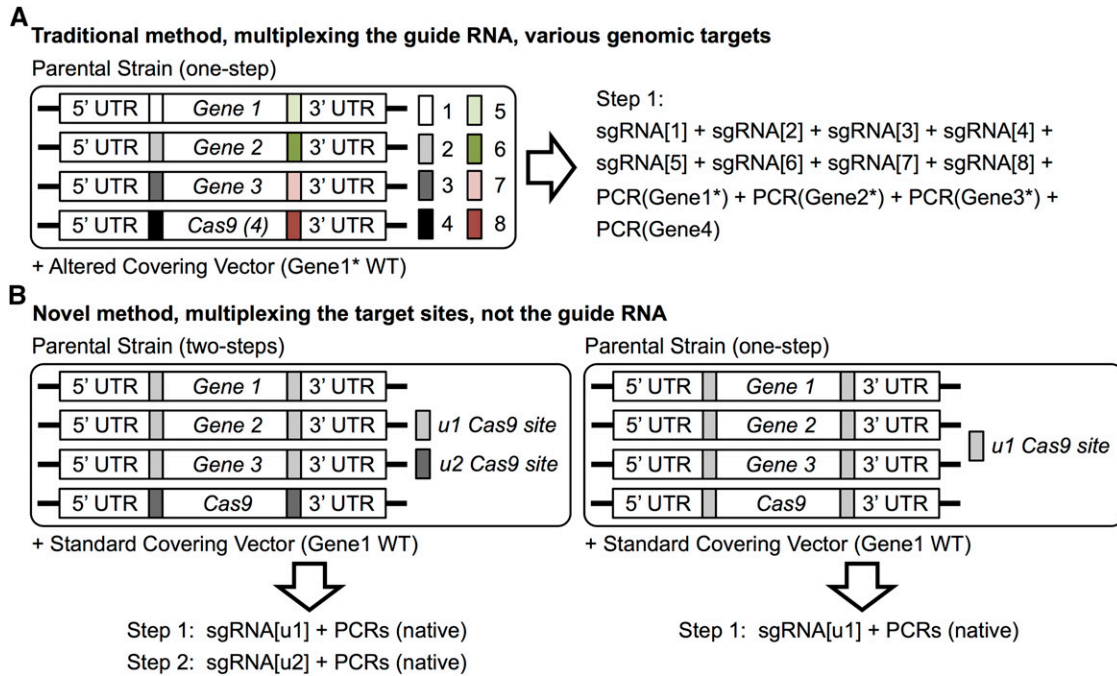 A
Traditional method, multiplexing the guide RNA, various genomic targets
Parental Strain (one-step)
5' UTR Gene 1 3' UTR 1 5
5' UTR Gene 2 3' UTR 2 6
5' UTR Gene 3 3' UTR 3 7
5' UTR Cas9 (4) 3' UTR 4 8
+ Altered Covering Vector (Gene1* WT)
Step 1:
sgRNA[1] + sgRNA[2] + sgRNA[3] + sgRNA[4] +
sgRNA[5] + sgRNA[6] + sgRNA[7] + sgRNA[8] +
PCR(Gene1*) + PCR(Gene2*) + PCR(Gene3*) +
PCR(Gene4)
B
Novel method, multiplexing the target sites, not the guide RNA
Parental Strain (two-steps)
5' UTR Gene 1 3' UTR
5' UTR Gene 2 3' UTR
5' UTR Gene 3 3' UTR
5' UTR Cas9 3' UTR
u1 Cas9 site
u2 Cas9 site
+ Standard Covering Vector (Gene1 WT)
Step 1: sgRNA[u1] + PCRs (native)
Step 2: sgRNA[u2] + PCRs (native)
Parental Strain (one-step)
5' UTR Gene 1 3' UTR
5' UTR Gene 2 3' UTR
5' UTR Gene 3 3' UTR
5' UTR Cas9 3' UTR
u1 Cas9 site
+ Standard Covering Vector (Gene1 WT)
Step 1: sgRNA[u1] + PCRs (native)